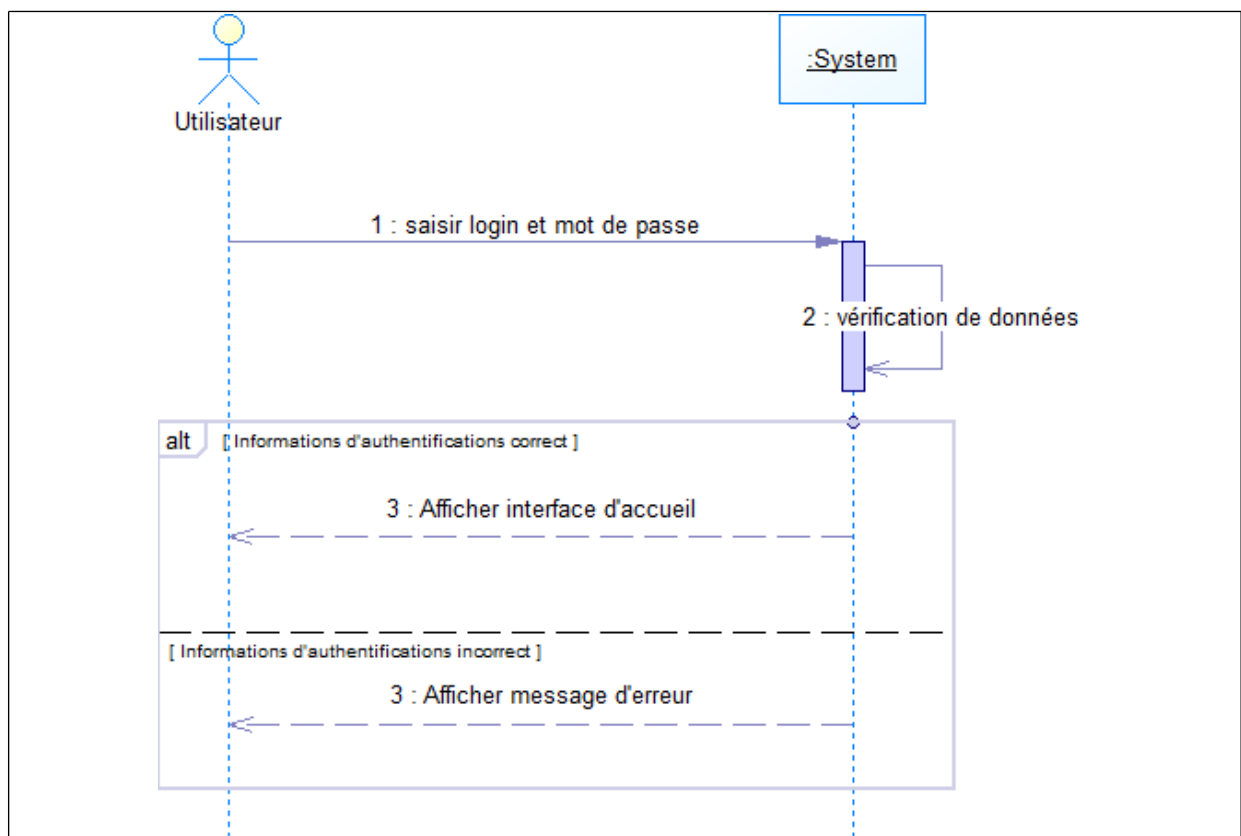 :System
Utilisateur
1 : saisir login et mot de passe
2 : vérification de données
alt [ Informations d'authentifications correct ]
3 : Afficher interface d'accueil
[ Informations d'authentifications incorrect ]
3 : Afficher message d'erreur